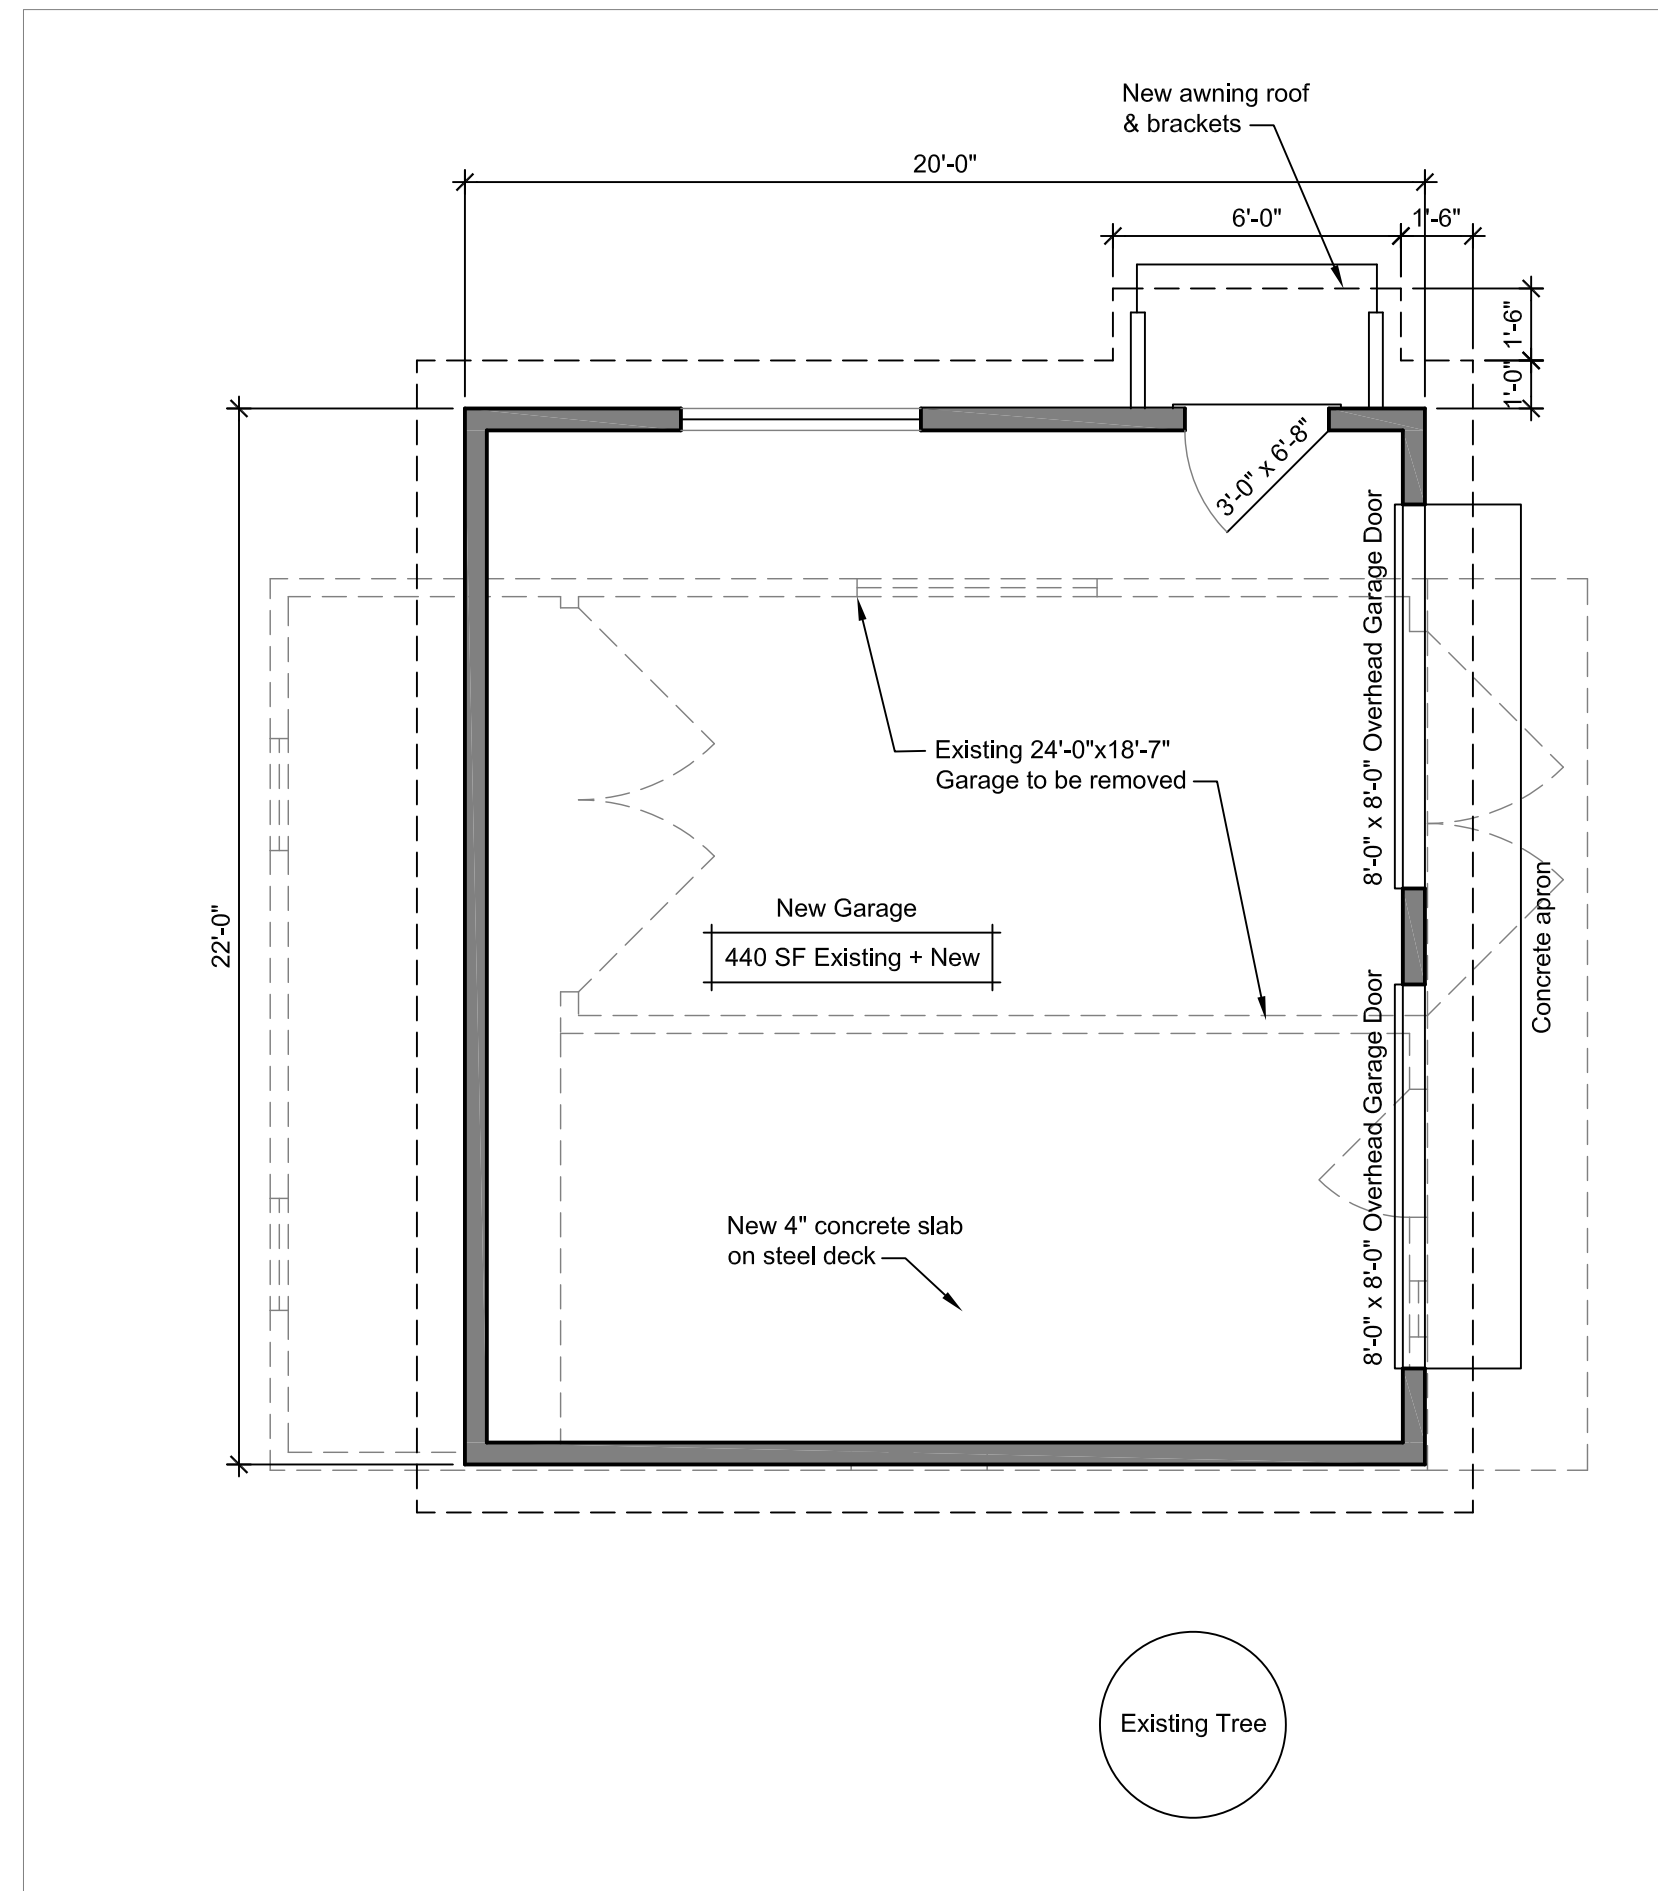 New awning roof
& brackets
20'-0"
6'-0"
1'-6"
1'-6"
1'-0"
3'-0" x 6'-8"
8'-0" x 8'-0" Overhead Garage Door
Existing 24'-0"x18'-7"
Garage to be removed
22'-0"
New Garage
440 SF Existing + New
Concrete apron
8'-0" x 8'-0" Overhead Garage Door
New 4" concrete slab
on steel deck
Existing Tree